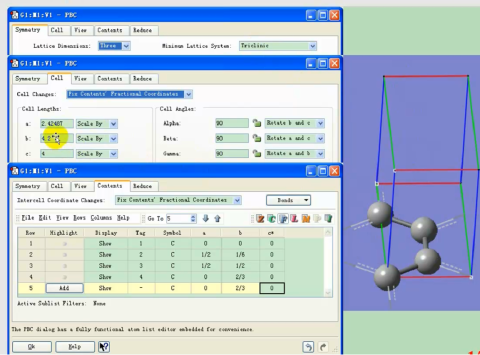 G1:M1:V1 - PBC
Symmetry Cell View Contents Reduce
Lattice Dimensions: Three Minimum Lattice System: Triclinic
G1:M1:V1 - PBC
Symmetry Cell View Contents Reduce
Cell Changes: Fix Contents' Fractional Coordinates
Cell Lengths: Cell Angles:
a: 2.42487 Scale By Alpha: 90 Rotate b and c
b: Scale By Beta: 90 Rotate a and c
c: 4 Scale By Gamma: 90 Rotate a and b
G1:M1:V1 - PBC
Symmetry Cell View Contents Reduce
Intercell Coordinate Changes: Fix Contents' Fractional Coordinates Bonds
File Edit View Rows Columns Help Go To 5
Row Highlight Display Tag Symbol a b c*
1 Show 1 C 0 0 0
2 Show 2 C 1/2 1/6 0
3 Show 3 C 1/2 1/2 0
4 Show 4 C 0 2/3 0
5 Add Show - C 0 2/3 0
Active Sublist Filters: None
The PBC dialog has a fully functional atom list editor embedded for convenience.
Ok Help